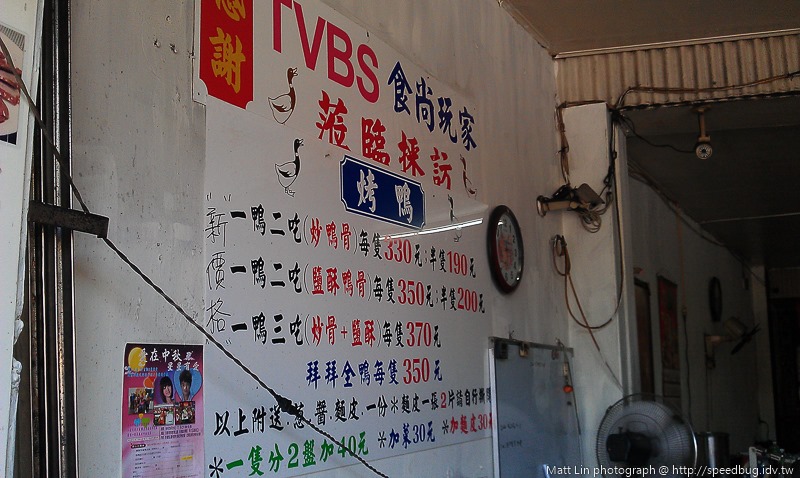 感謝
TVBS
食尚玩家
蒞臨採訪
烤鴨
"新價格"
一鴨二吃(炒鴨骨)每隻330元;半隻190元
一鴨二吃(鹽酥鴨骨)每隻350元;半隻200元
一鴨三吃(炒骨+鹽酥)每隻370元
拜拜全鴨每隻350元
以上附送:蔥.醬.麵皮.一份*麵皮一張2片請自行撕開
*一隻分2盤加40元 *加菜30元 *加麵皮30元
愛在中秋
Matt Lin photograph @ http://speedbug.idv.tw